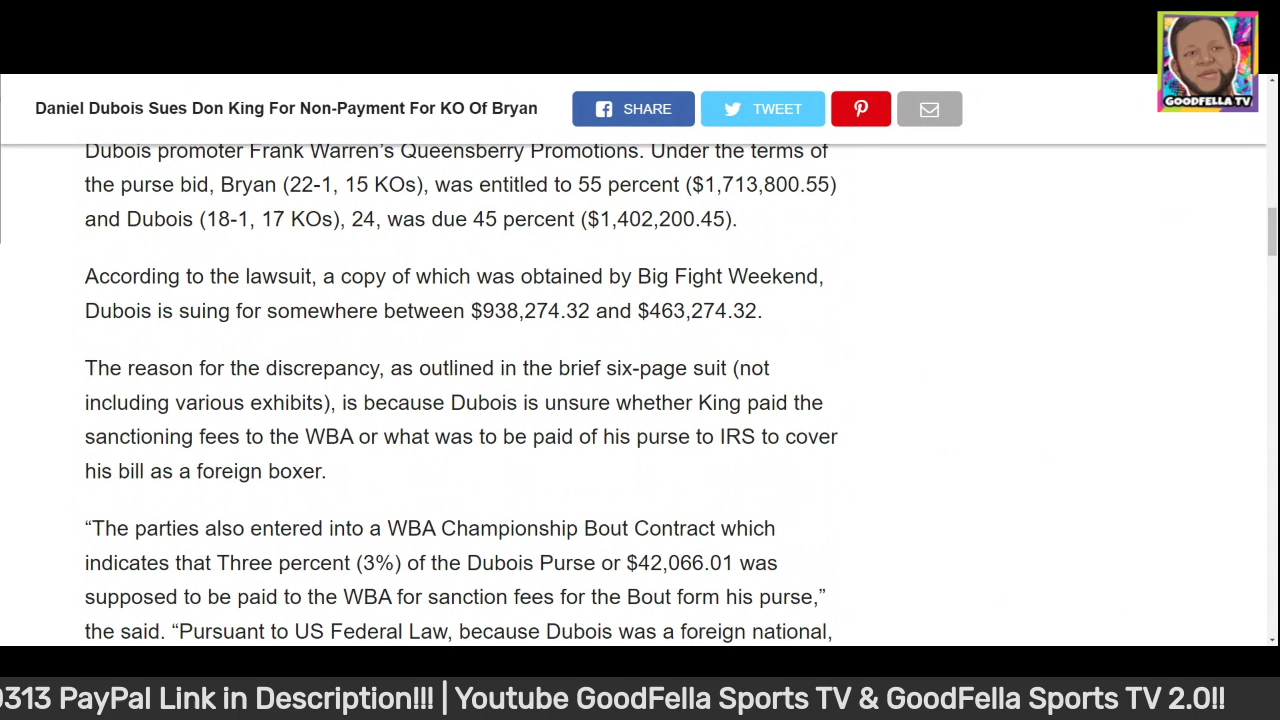 GOODFELLA TV
Daniel Dubois Sues Don King For Non-Payment For KO Of Bryan
SHARE
TWEET
Dubois promoter Frank Warren’s Queensberry Promotions. Under the terms of
the purse bid, Bryan (22-1, 15 KOs), was entitled to 55 percent ($1,713,800.55)
and Dubois (18-1, 17 KOs), 24, was due 45 percent ($1,402,200.45).
According to the lawsuit, a copy of which was obtained by Big Fight Weekend,
Dubois is suing for somewhere between $938,274.32 and $463,274.32.
The reason for the discrepancy, as outlined in the brief six-page suit (not
including various exhibits), is because Dubois is unsure whether King paid the
sanctioning fees to the WBA or what was to be paid of his purse to IRS to cover
his bill as a foreign boxer.
“The parties also entered into a WBA Championship Bout Contract which
indicates that Three percent (3%) of the Dubois Purse or $42,066.01 was
supposed to be paid to the WBA for sanction fees for the Bout form his purse,”
the said. “Pursuant to US Federal Law, because Dubois was a foreign national,
0313 PayPal Link in Description!!! | Youtube GoodFella Sports TV & GoodFella Sports TV 2.0!!